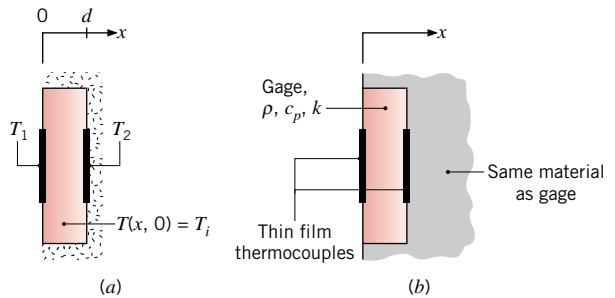 0 d
x
T₁ T₂
T(x, 0) = Tᵢ
(a)
x
Gage,
ρ, cₚ, k
Same material
as gage
Thin film
thermocouples
(b)